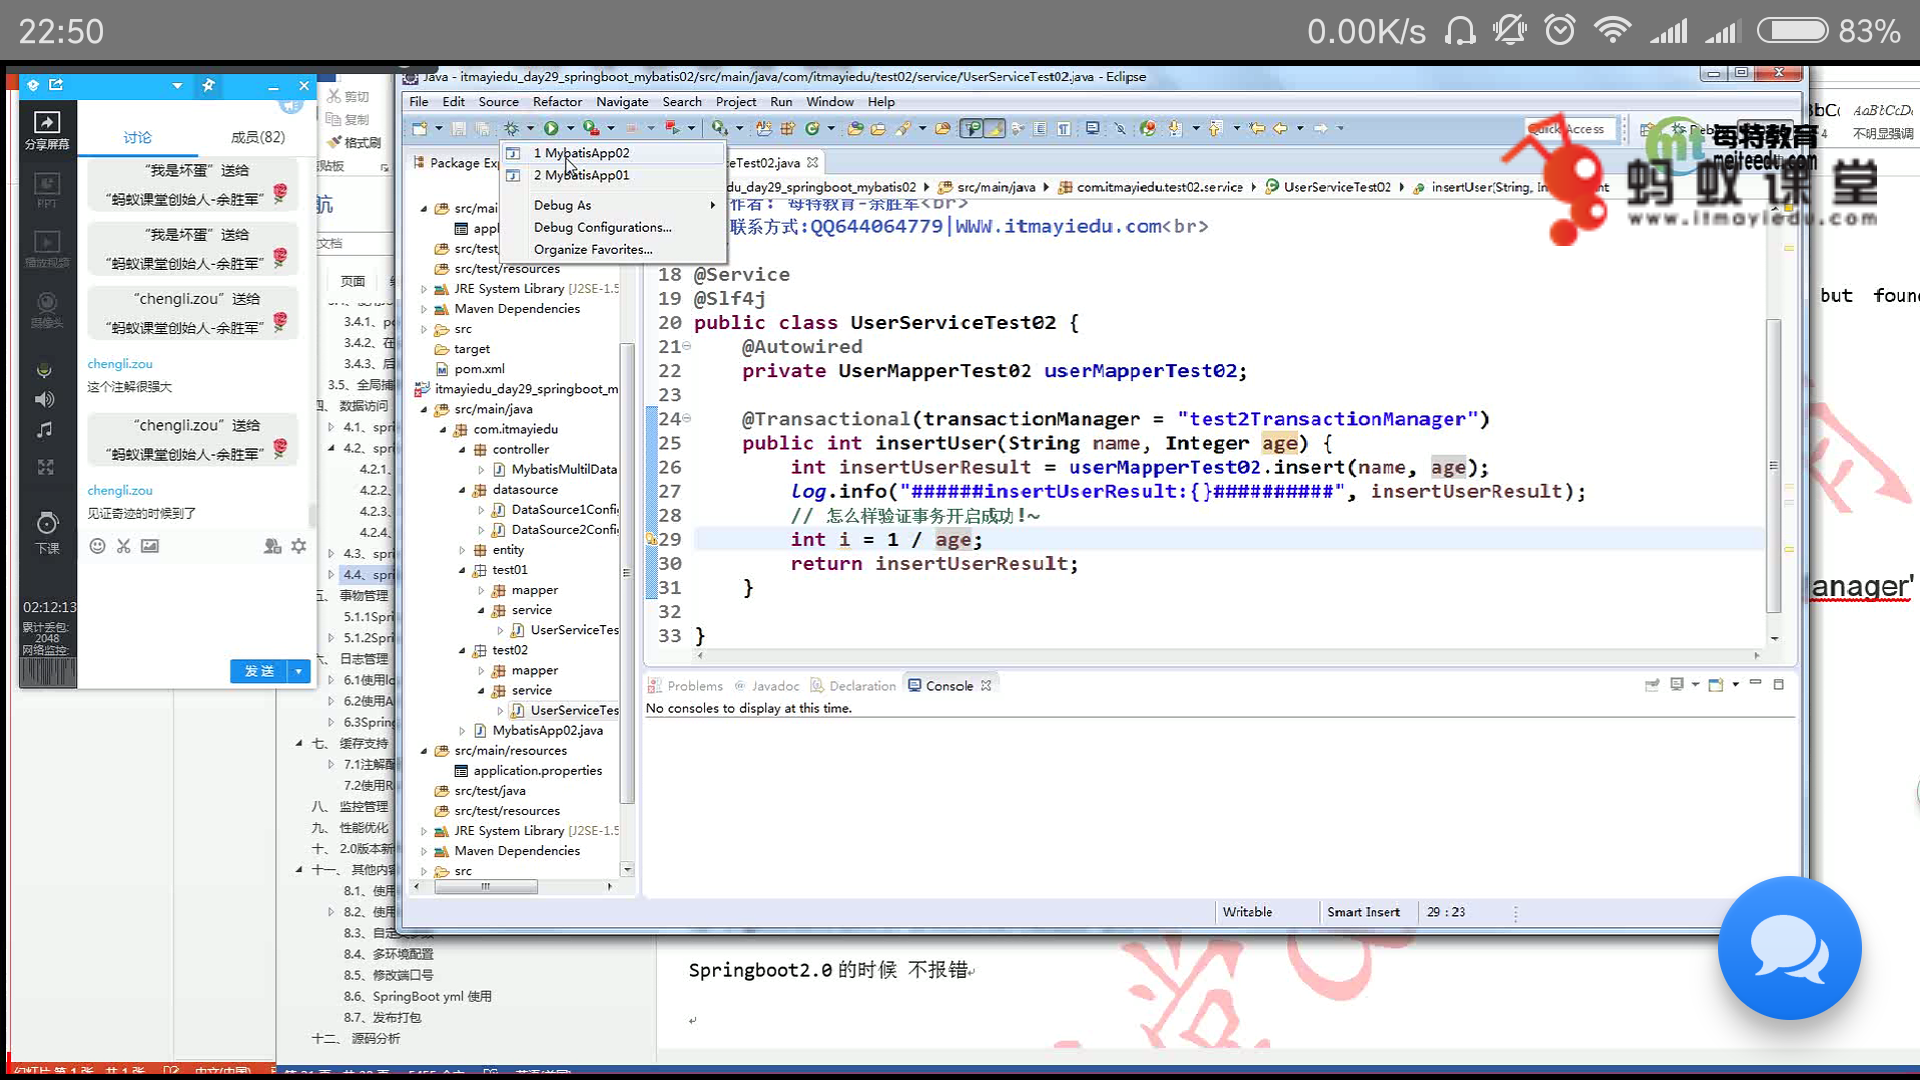 22:50
0.00K/s
83%
Java - itmayiedu_day29_springboot_mybatis02/src/main/java/com/itmayiedu/test02/service/UserServiceTest02.java - Eclipse
File Edit Source Refactor Navigate Search Project Run Window Help
Quick Access
分享屏幕
PPT
播放视频
摄像头
下课
02:12:13
累计丢包:
2048
网络监控:
讨论
成员(82)
“我是坏蛋”送给
“蚂蚁课堂创始人-余胜军”
“我是坏蛋”送给
“蚂蚁课堂创始人-余胜军”
“chengli.zou”送给
“蚂蚁课堂创始人-余胜军”
chengli.zou
这个注解很强大
“chengli.zou”送给
“蚂蚁课堂创始人-余胜军”
chengli.zou
见证奇迹的时候到了
发送
剪切
复制
格式刷
页面
3.4.1、
3.4.2、在
3.4.3、后
3.5、全局捕
四、数据访问
4.1、spri
4.2、spri
4.2.1、
4.2.2、
4.2.3、
4.2.4、
4.3、spri
4.4、spri
事物管理
5.1.1Spri
5.1.2Spri
日志管理
6.1使用lo
6.2使用A
6.3Spring
七、缓存支持
7.1注解配
7.2使用R
八、监控管理
九、性能优化
十、2.0版本新
十一、其他内容
8.1、使用
8.2、使用
8.3、自定义参数
8.4、多环境配置
8.5、修改端口号
8.6、SpringBoot yml 使用
8.7、发布打包
十二、源码分析
Package Exp
1 MybatisApp02
2 MybatisApp01
Debug As
Debug Configurations...
Organize Favorites...
src/mai
appl
src/test,
src/test/resources
JRE System Library [J2SE-1.5
Maven Dependencies
src
target
pom.xml
itmayiedu_day29_springboot_m
src/main/java
com.itmayiedu
controller
MybatisMultilData
datasource
DataSource1Confi
DataSource2Confi
entity
test01
mapper
service
UserServiceTes
test02
mapper
service
UserServiceTes
MybatisApp02.java
src/main/resources
application.properties
src/test/java
src/test/resources
JRE System Library [J2SE-1.5
Maven Dependencies
src
eTest02.java
du_day29_springboot_mybatis02 src/main/java com.itmayiedu.test02.service UserServiceTest02 insertUser(String, In
作者: 每特教育-余胜军<br>
联系方式:QQ644064779|WWW.itmayiedu.com<br>
18 @Service
19 @Slf4j
20 public class UserServiceTest02 {
21 @Autowired
22 private UserMapperTest02 userMapperTest02;
23
24 @Transactional(transactionManager = "test2TransactionManager")
25 public int insertUser(String name, Integer age) {
26 int insertUserResult = userMapperTest02.insert(name, age);
27 log.info("######insertUserResult:{}##########", insertUserResult);
28 // 怎么样验证事务开启成功!~
29 int i = 1 / age;
30 return insertUserResult;
31 }
32
33 }
Problems Javadoc Declaration Console
No consoles to display at this time.
Writable
Smart Insert
29 : 23
Springboot2.0 的时候 不报错
AaBbCcD
不明显强调
mt 每特教育
meiteedu.com
蚂蚁课堂
www.itmayiedu.com
but foun
anager'